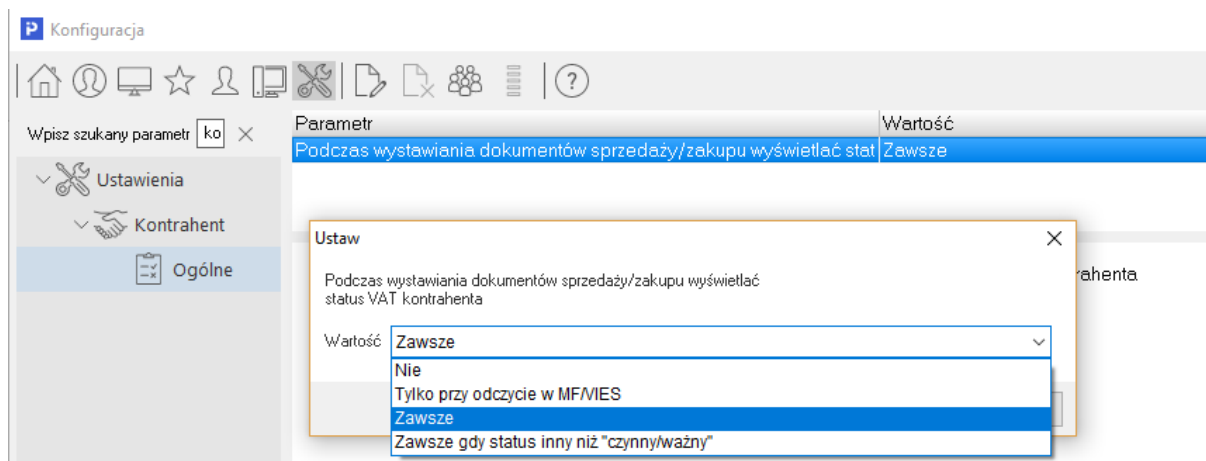 Konfiguracja
Wpisz szukany parametr ko
Parametr Wartość
Podczas wystawiania dokumentów sprzedaży/zakupu wyświetlać stat Zawsze
Ustawienia
Kontrahent
Ogólne
Ustaw
Podczas wystawiania dokumentów sprzedaży/zakupu wyświetlać
status VAT kontrahenta
rahenta
Wartość Zawsze
Nie
Tylko przy odczycie w MF/VIES
Zawsze
Zawsze gdy status inny niż "czynny/ważny"